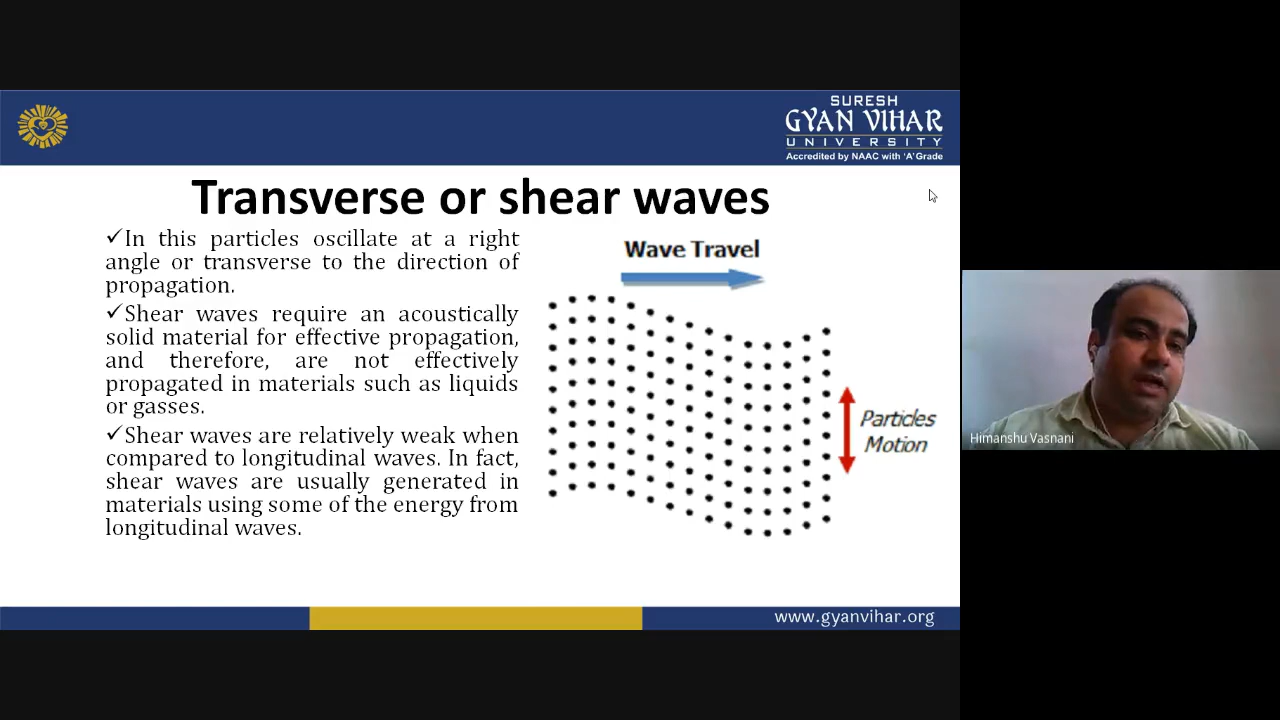 SURESH
GYAN VIHAR
UNIVERSITY
Accredited by NAAC with 'A' Grade
Transverse or shear waves
✓In this particles oscillate at a right
angle or transverse to the direction of
propagation.
✓Shear waves require an acoustically
solid material for effective propagation,
and therefore, are not effectively
propagated in materials such as liquids
or gasses.
✓Shear waves are relatively weak when
compared to longitudinal waves. In fact,
shear waves are usually generated in
materials using some of the energy from
longitudinal waves.
Wave Travel
Particles
Motion
Himanshu Vasnani
www.gyanvihar.org